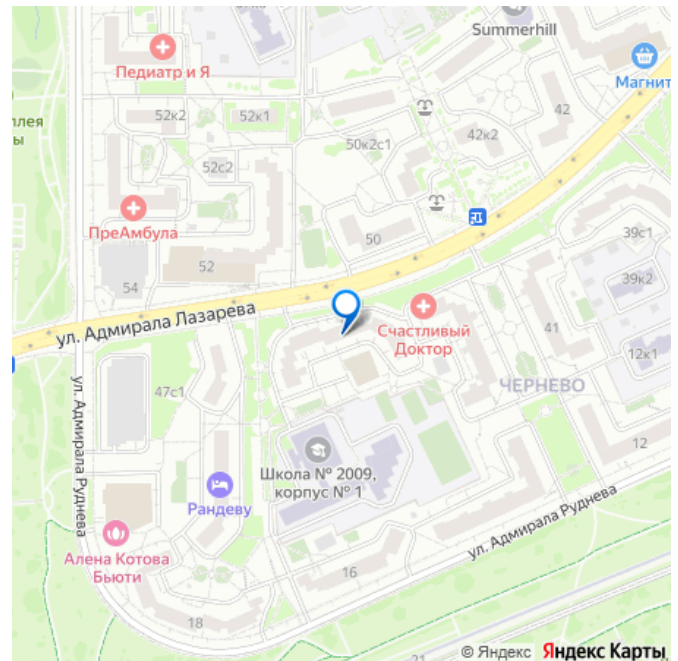 Summerhill
Педиатр и Я
Магнит
ллея
ы
52к2
52к1
42
42к2
50к2с1
52с2
ПреАмбула
50
39с1
52
39к2
54
ул. Адмирала Лазарева
Счастливый
Доктор
41
12к1
47с1
ЧЕРНЕВО
ул. Адмирала Руднева
12
Школа № 2009,
корпус № 1
Рандеву
ул. Адмирала Руднева
Алена Котова
Бьюти
16
18
© Яндекс Яндекс Карты